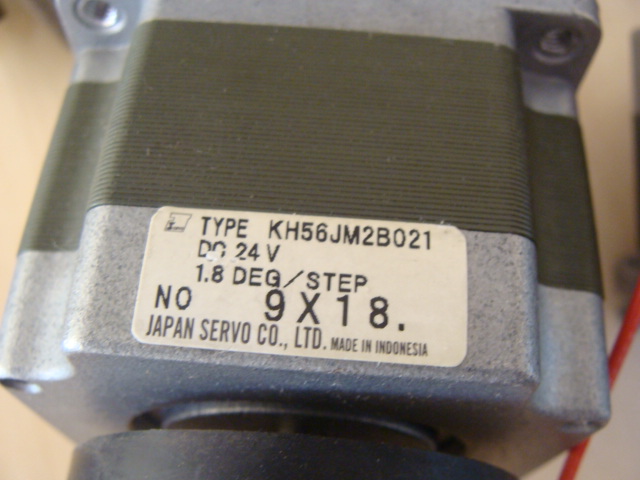 TYPE KH56JM2B021
DC 24 V
1.8 DEG/STEP
NO 9X18.
JAPAN SERVO CO., LTD. MADE IN INDONESIA